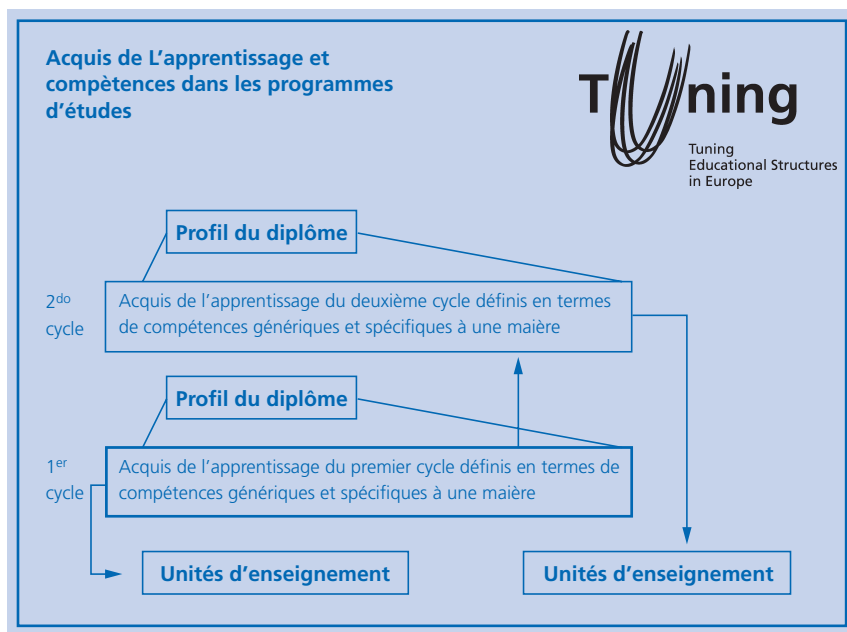 Acquis de L'apprentissage et
compètences dans les programmes
d'études
Tuning
Tuning
Educational Structures
in Europe
Profil du diplôme
2do
cycle
Acquis de l'apprentissage du deuxième cycle définis en termes
de compétences génériques et spécifiques à une maière
Profil du diplôme
1er
cycle
Acquis de l'apprentissage du premier cycle définis en termes de
compétences génériques et spécifiques à une maière
Unités d'enseignement
Unités d'enseignement